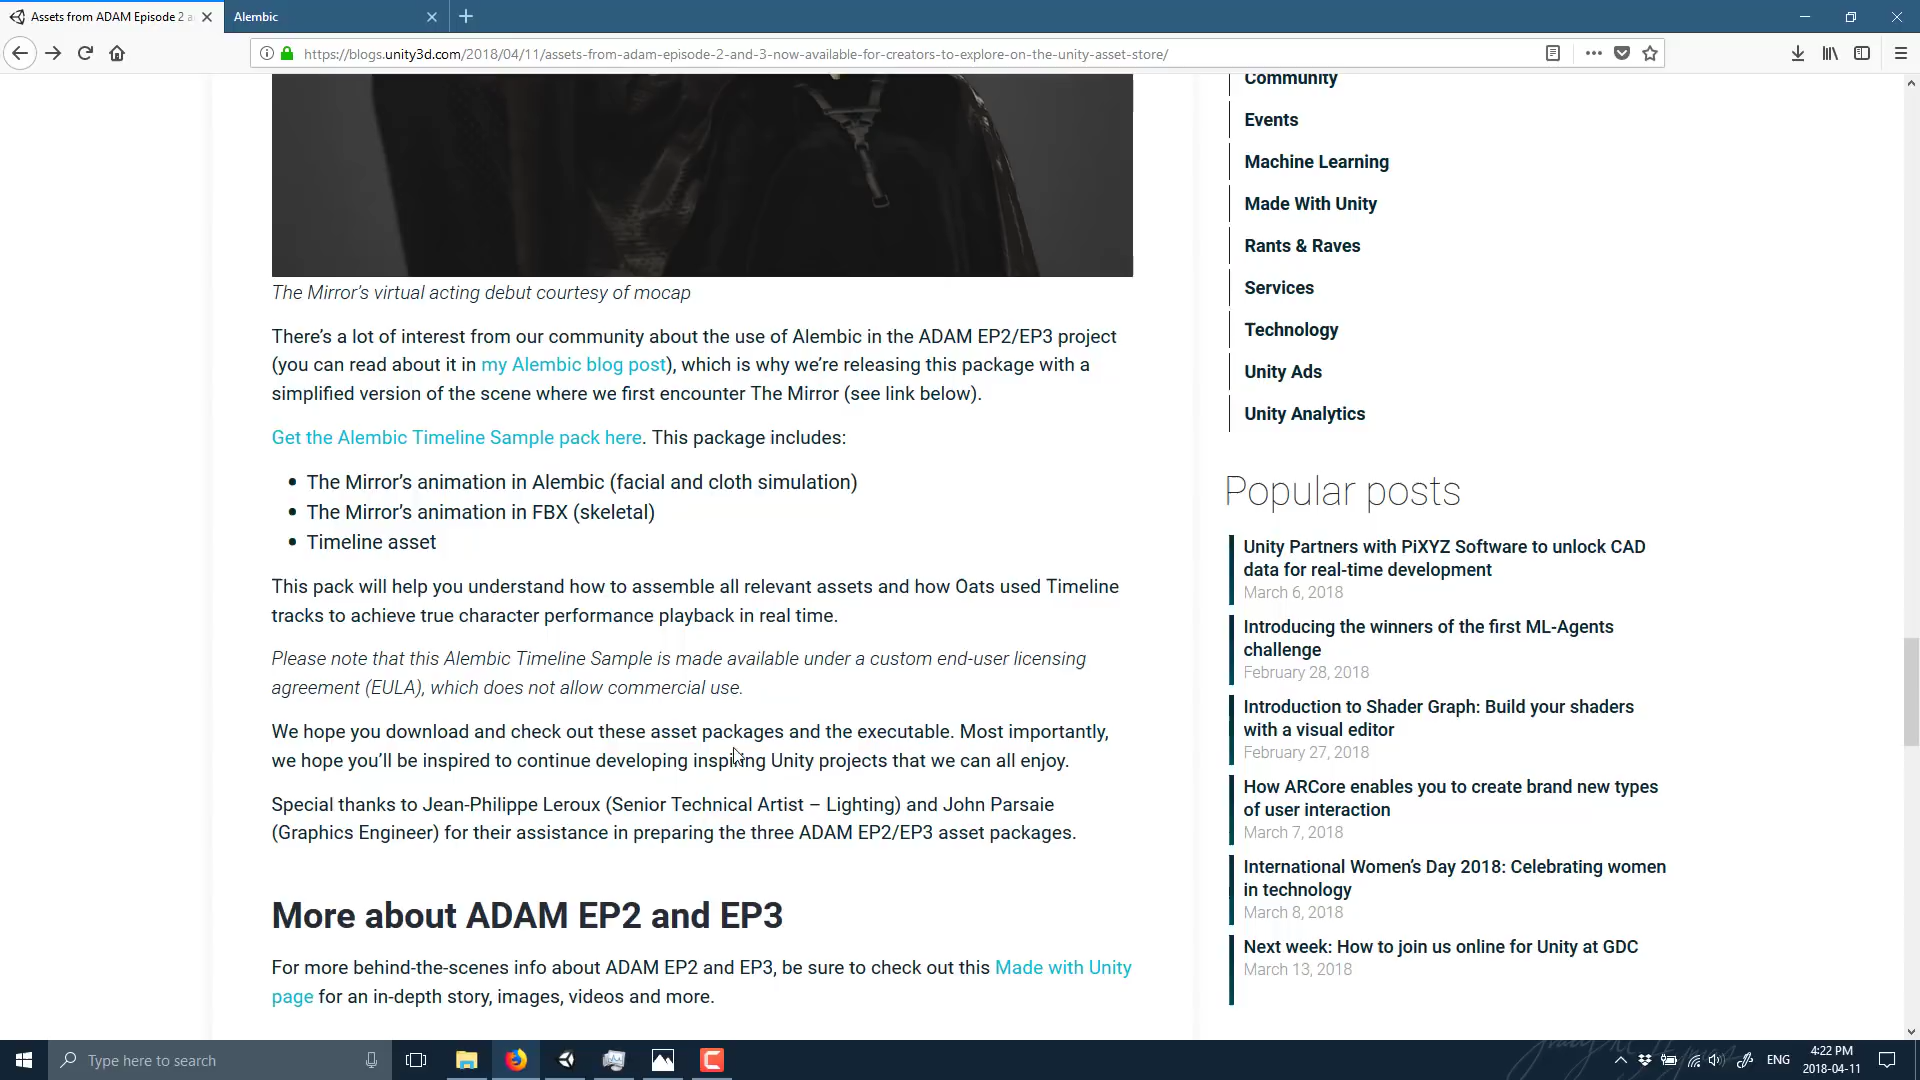 Assets from ADAM Episode 2 a
Alembic
https://blogs.unity3d.com/2018/04/11/assets-from-adam-episode-2-and-3-now-available-for-creators-to-explore-on-the-unity-asset-store/
The Mirror's virtual acting debut courtesy of mocap
There's a lot of interest from our community about the use of Alembic in the ADAM EP2/EP3 project
(you can read about it in my Alembic blog post), which is why we're releasing this package with a
simplified version of the scene where we first encounter The Mirror (see link below).
Get the Alembic Timeline Sample pack here. This package includes:
• The Mirror's animation in Alembic (facial and cloth simulation)
• The Mirror's animation in FBX (skeletal)
• Timeline asset
This pack will help you understand how to assemble all relevant assets and how Oats used Timeline
tracks to achieve true character performance playback in real time.
Please note that this Alembic Timeline Sample is made available under a custom end-user licensing
agreement (EULA), which does not allow commercial use.
We hope you download and check out these asset packages and the executable. Most importantly,
we hope you'll be inspired to continue developing inspiring Unity projects that we can all enjoy.
Special thanks to Jean-Philippe Leroux (Senior Technical Artist – Lighting) and John Parsaie
(Graphics Engineer) for their assistance in preparing the three ADAM EP2/EP3 asset packages.
More about ADAM EP2 and EP3
For more behind-the-scenes info about ADAM EP2 and EP3, be sure to check out this Made with Unity
page for an in-depth story, images, videos and more.
Community
Events
Machine Learning
Made With Unity
Rants & Raves
Services
Technology
Unity Ads
Unity Analytics
Popular posts
Unity Partners with PiXYZ Software to unlock CAD
data for real-time development
March 6, 2018
Introducing the winners of the first ML-Agents
challenge
February 28, 2018
Introduction to Shader Graph: Build your shaders
with a visual editor
February 27, 2018
How ARCore enables you to create brand new types
of user interaction
March 7, 2018
International Women's Day 2018: Celebrating women
in technology
March 8, 2018
Next week: How to join us online for Unity at GDC
March 13, 2018
Type here to search
ENG
4:22 PM
2018-04-11